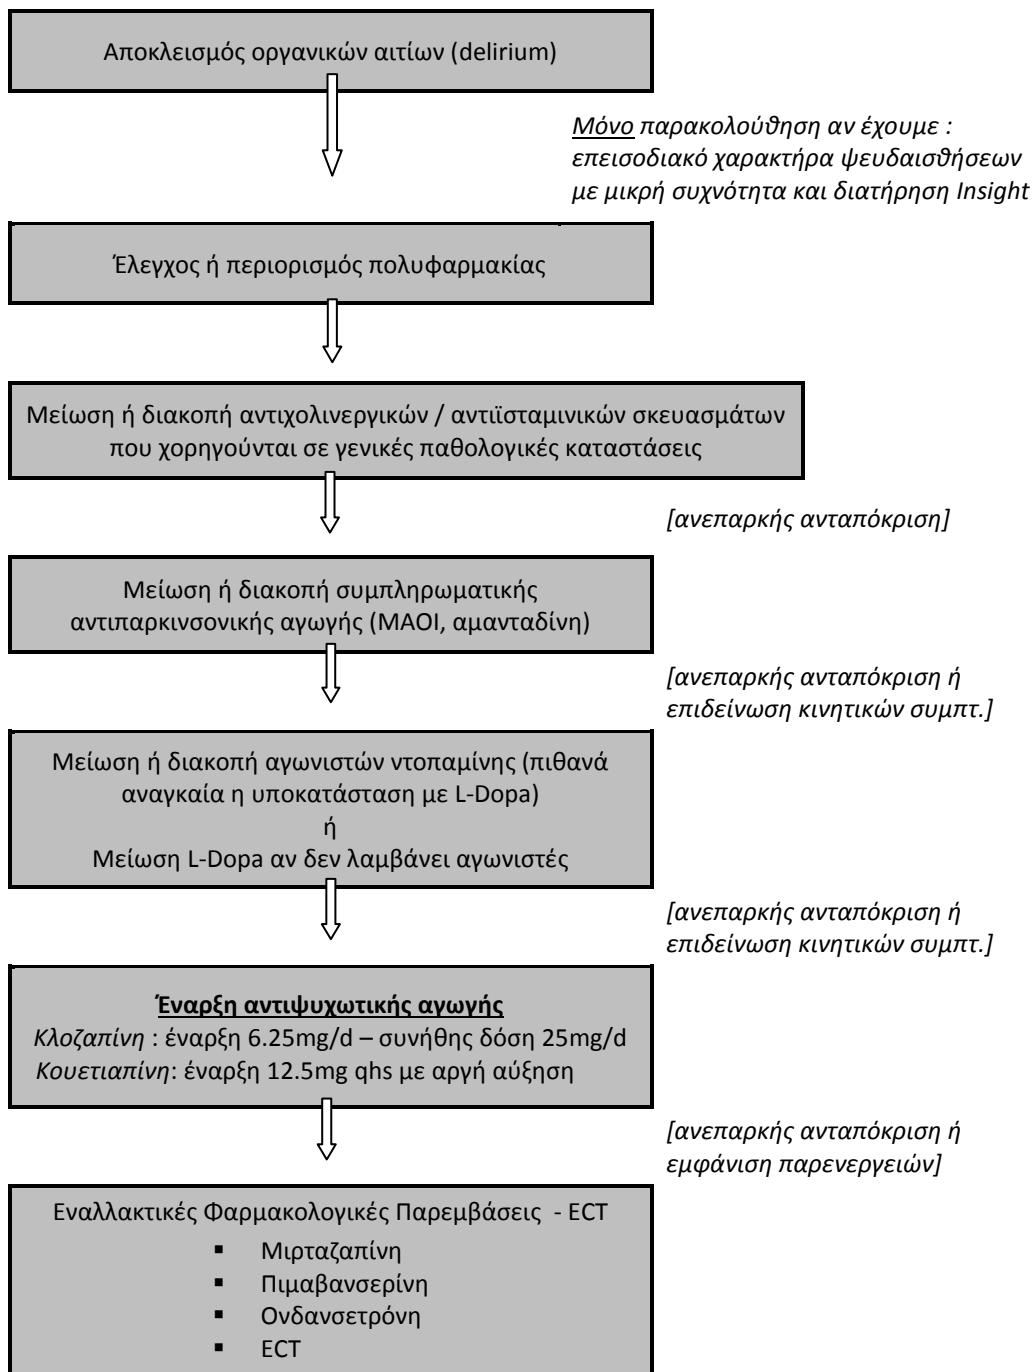 Αποκλεισμός οργανικών αιτίων (delirium)
Μόνο παρακολούθηση αν έχουμε :
επεισοδιακό χαρακτήρα ψευδαισθήσεων
με μικρή συχνότητα και διατήρηση Insight
Έλεγχος ή περιορισμός πολυφαρμακίας
Μείωση ή διακοπή αντιχολινεργικών / αντιϊσταμινικών σκευασμάτων
που χορηγούνται σε γενικές παθολογικές καταστάσεις
[ανεπαρκής ανταπόκριση]
Μείωση ή διακοπή συμπληρωματικής
αντιπαρκινσονικής αγωγής (MAOI, αμανταδίνη)
[ανεπαρκής ανταπόκριση ή
επιδείνωση κινητικών συμπτ.]
Μείωση ή διακοπή αγωνιστών ντοπαμίνης (πιθανά
αναγκαία η υποκατάσταση με L-Dopa)
ή
Μείωση L-Dopa αν δεν λαμβάνει αγωνιστές
[ανεπαρκής ανταπόκριση ή
επιδείνωση κινητικών συμπτ.]
Έναρξη αντιψυχωτικής αγωγής
Κλοζαπίνη : έναρξη 6.25mg/d – συνήθης δόση 25mg/d
Κουετιαπίνη: έναρξη 12.5mg qhs με αργή αύξηση
[ανεπαρκής ανταπόκριση ή
εμφάνιση παρενεργειών]
Εναλλακτικές Φαρμακολογικές Παρεμβάσεις - ECT
▪ Μιρταζαπίνη
▪ Πιμαβανσερίνη
▪ Ονδανσετρόνη
▪ ECT